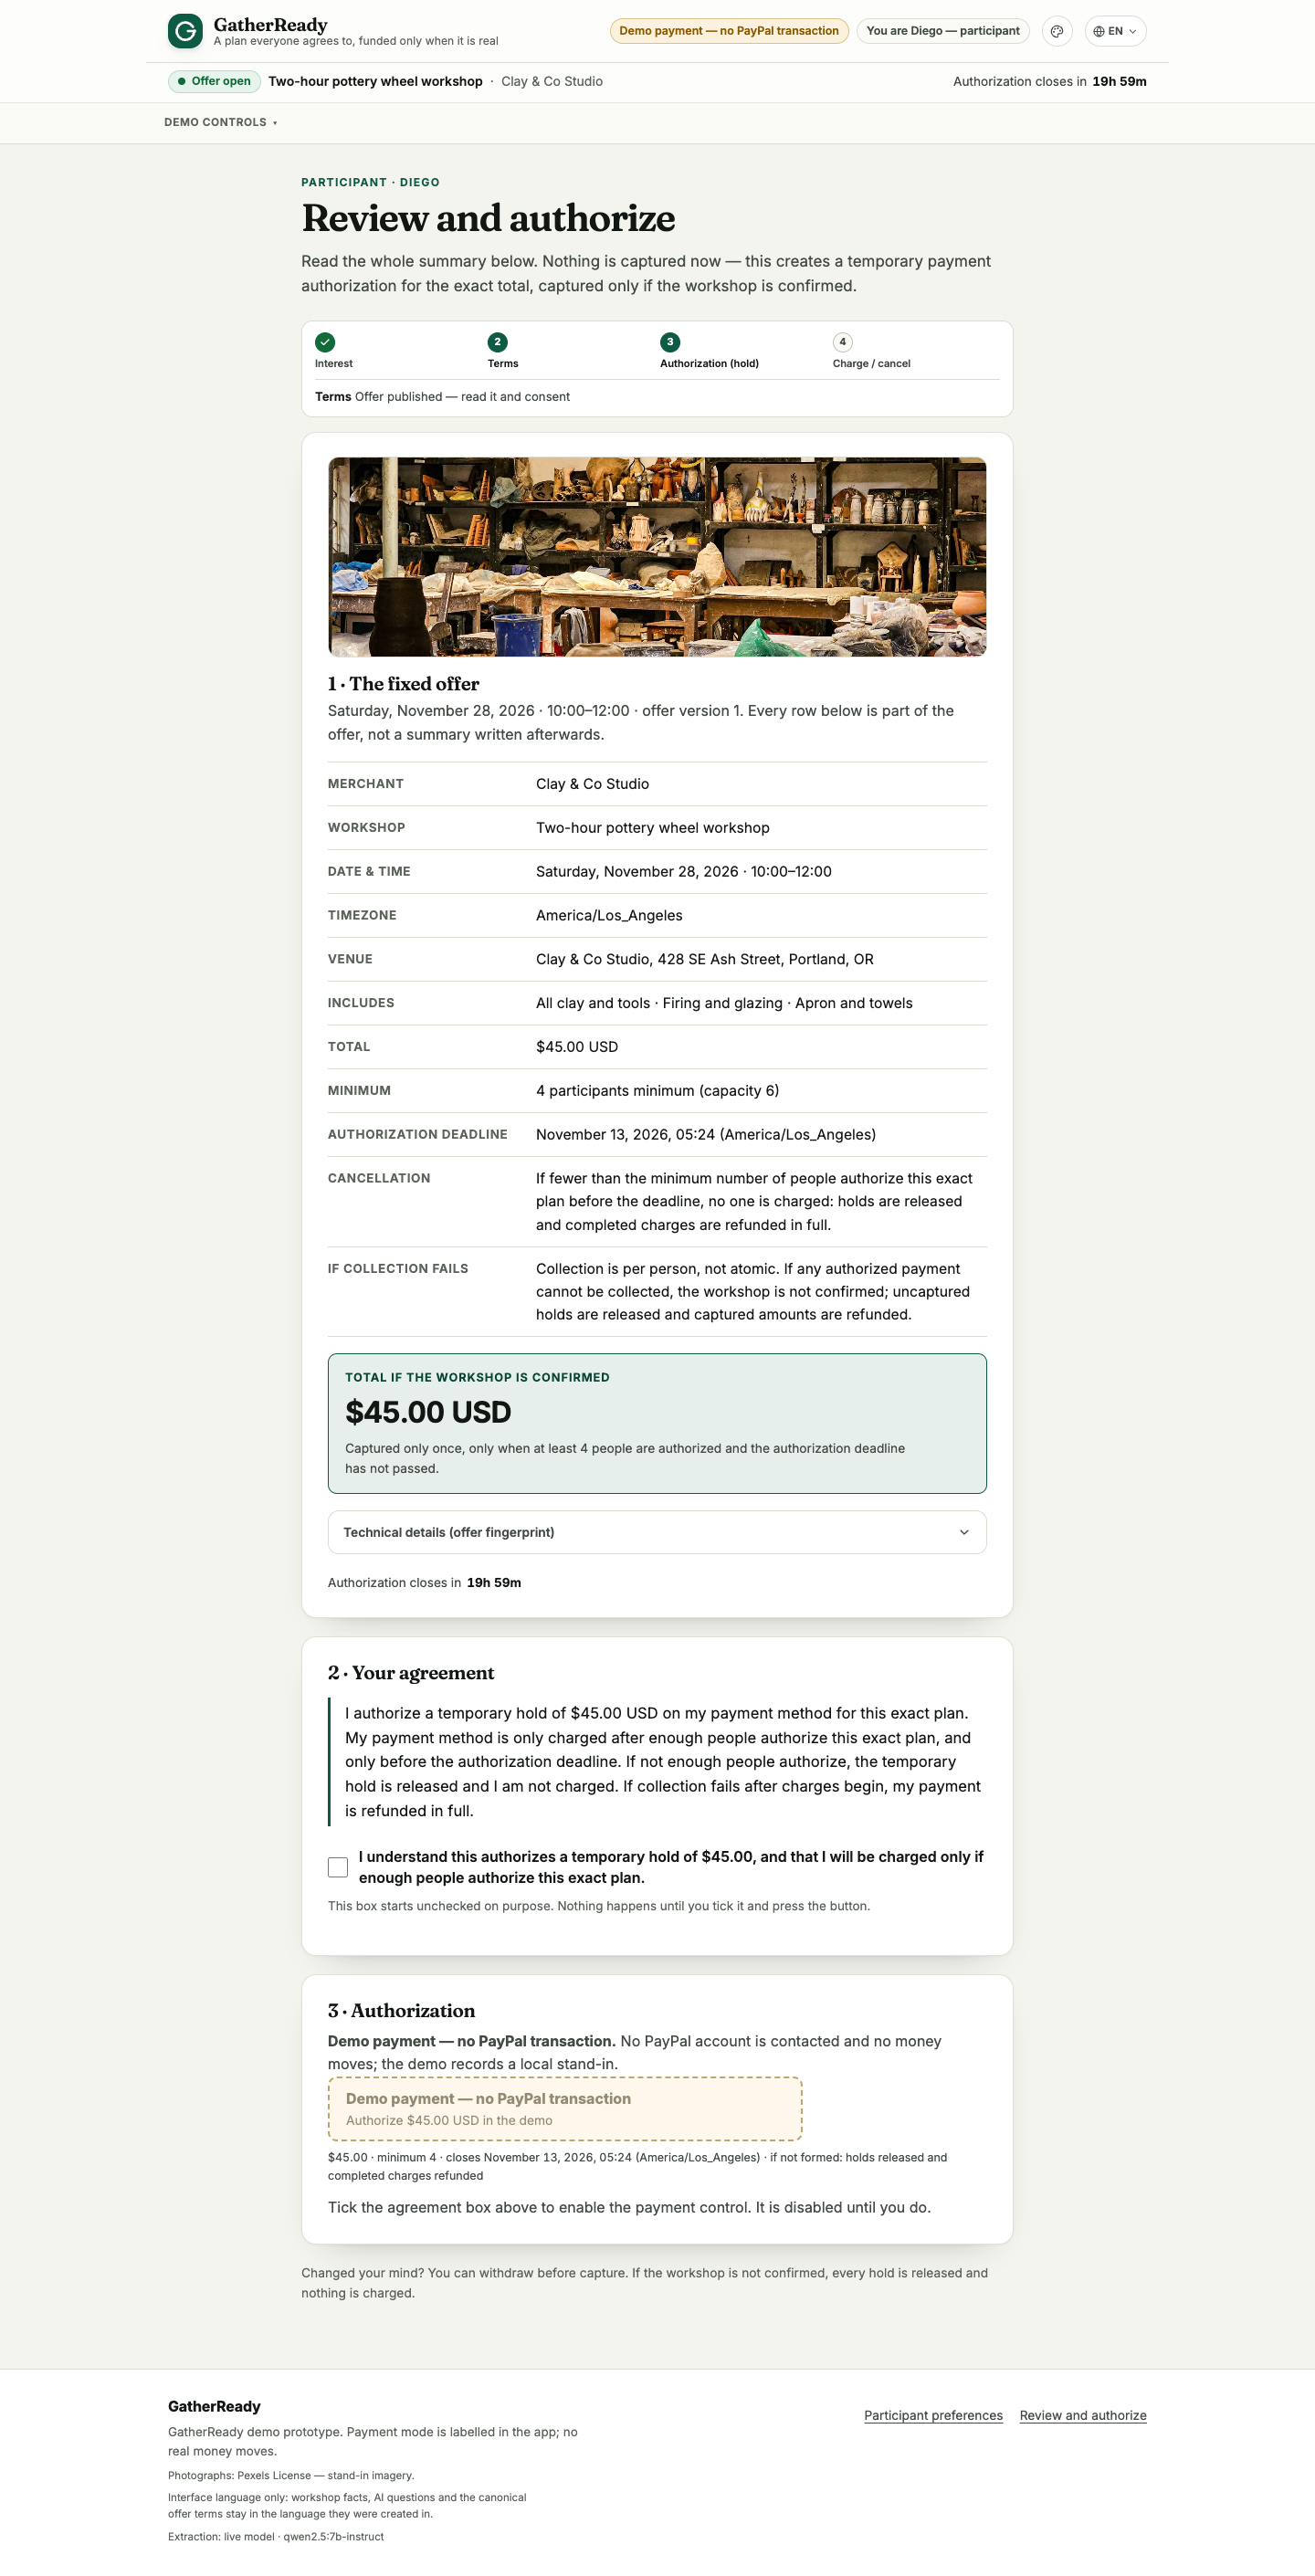 GatherReady
A plan everyone agrees to, funded only when it is real
Demo payment — no PayPal transaction
You are Diego — participant
EN
Offer open
Two-hour pottery wheel workshop · Clay & Co Studio
Authorization closes in 19h 59m
DEMO CONTROLS
PARTICIPANT · DIEGO
Review and authorize
Read the whole summary below. Nothing is captured now — this creates a temporary payment
authorization for the exact total, captured only if the workshop is confirmed.
Interest
2
Terms
3
Authorization (hold)
4
Charge / cancel
Terms Offer published — read it and consent
1 · The fixed offer
Saturday, November 28, 2026 · 10:00–12:00 · offer version 1. Every row below is part of the
offer, not a summary written afterwards.
MERCHANT Clay & Co Studio
WORKSHOP Two-hour pottery wheel workshop
DATE & TIME Saturday, November 28, 2026 · 10:00–12:00
TIMEZONE America/Los_Angeles
VENUE Clay & Co Studio, 428 SE Ash Street, Portland, OR
INCLUDES All clay and tools · Firing and glazing · Apron and towels
TOTAL $45.00 USD
MINIMUM 4 participants minimum (capacity 6)
AUTHORIZATION DEADLINE November 13, 2026, 05:24 (America/Los_Angeles)
CANCELLATION If fewer than the minimum number of people authorize this exact
plan before the deadline, no one is charged: holds are released
and completed charges are refunded in full.
IF COLLECTION FAILS Collection is per person, not atomic. If any authorized payment
cannot be collected, the workshop is not confirmed; uncaptured
holds are released and captured amounts are refunded.
TOTAL IF THE WORKSHOP IS CONFIRMED
$45.00 USD
Captured only once, only when at least 4 people are authorized and the authorization deadline
has not passed.
Technical details (offer fingerprint)
Authorization closes in 19h 59m
2 · Your agreement
I authorize a temporary hold of $45.00 USD on my payment method for this exact plan.
My payment method is only charged after enough people authorize this exact plan, and
only before the authorization deadline. If not enough people authorize, the temporary
hold is released and I am not charged. If collection fails after charges begin, my payment
is refunded in full.
I understand this authorizes a temporary hold of $45.00, and that I will be charged only if
enough people authorize this exact plan.
This box starts unchecked on purpose. Nothing happens until you tick it and press the button.
3 · Authorization
Demo payment — no PayPal transaction. No PayPal account is contacted and no money
moves; the demo records a local stand-in.
Demo payment — no PayPal transaction
Authorize $45.00 USD in the demo
$45.00 · minimum 4 · closes November 13, 2026, 05:24 (America/Los_Angeles) · if not formed: holds released and
completed charges refunded
Tick the agreement box above to enable the payment control. It is disabled until you do.
Changed your mind? You can withdraw before capture. If the workshop is not confirmed, every hold is released and
nothing is charged.
GatherReady
GatherReady demo prototype. Payment mode is labelled in the app; no
real money moves.
Photographs: Pexels License — stand-in imagery.
Interface language only: workshop facts, AI questions and the canonical
offer terms stay in the language they were created in.
Extraction: live model · qwen2.5:7b-instruct
Participant preferences
Review and authorize